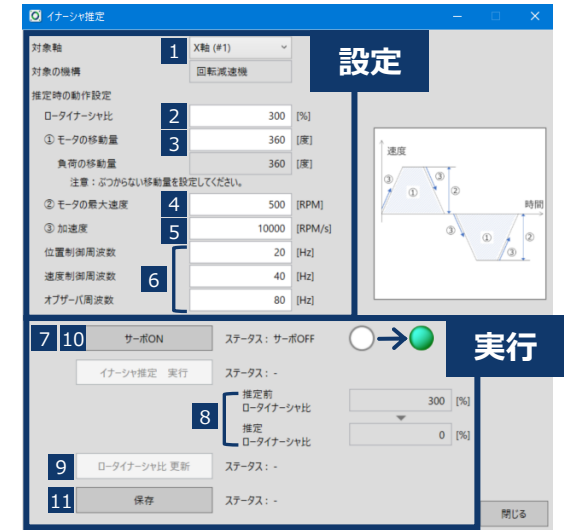 イナーシャ推定
対象軸 1 X軸 (#1)
設定
対象の機構 回転減速機
推定時の動作設定
ロータイナーシャ比 2 300 [%]
① モータの移動量 3 360 [度]
負荷の移動量 360 [度]
注意：ぶつからない移動量を設定してください。
② モータの最大速度 4 500 [RPM]
③ 加速度 5 10000 [RPM/s]
位置制御周波数 20 [Hz]
速度制御周波数 6 40 [Hz]
オブザーバ周波数 80 [Hz]
速度
③ ① ③ ②
時間
③ ① ②
③
7 10 サーボON ステータス： サーボOFF
実行
イナーシャ推定　実行 ステータス： -
8 推定前
ロータイナーシャ比 300 [%]
推定
ロータイナーシャ比 0 [%]
9 ロータイナーシャ比 更新 ステータス： -
11 保存 ステータス： -
閉じる